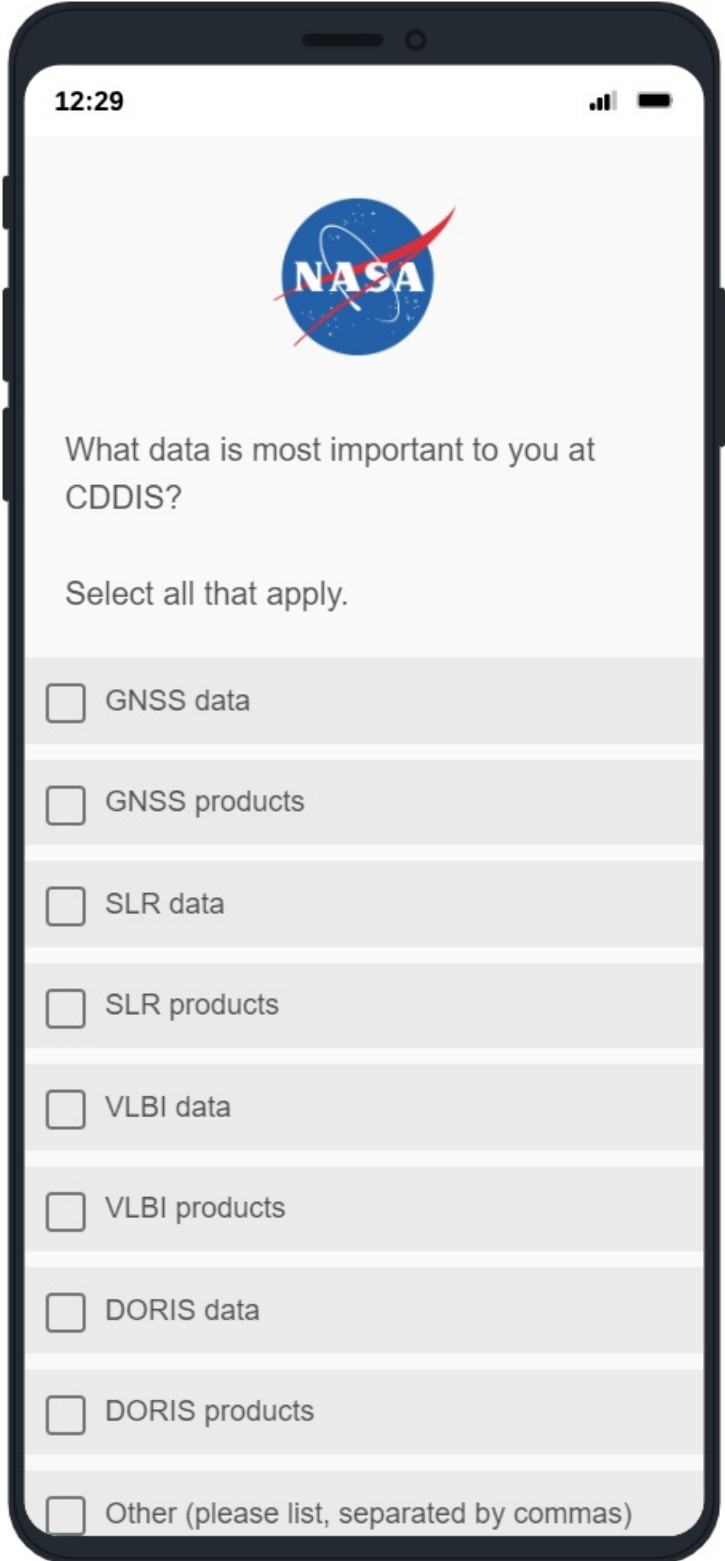 12:29
NASA
What data is most important to you at
CDDIS?
Select all that apply.
GNSS data
GNSS products
SLR data
SLR products
VLBI data
VLBI products
DORIS data
DORIS products
Other (please list, separated by commas)